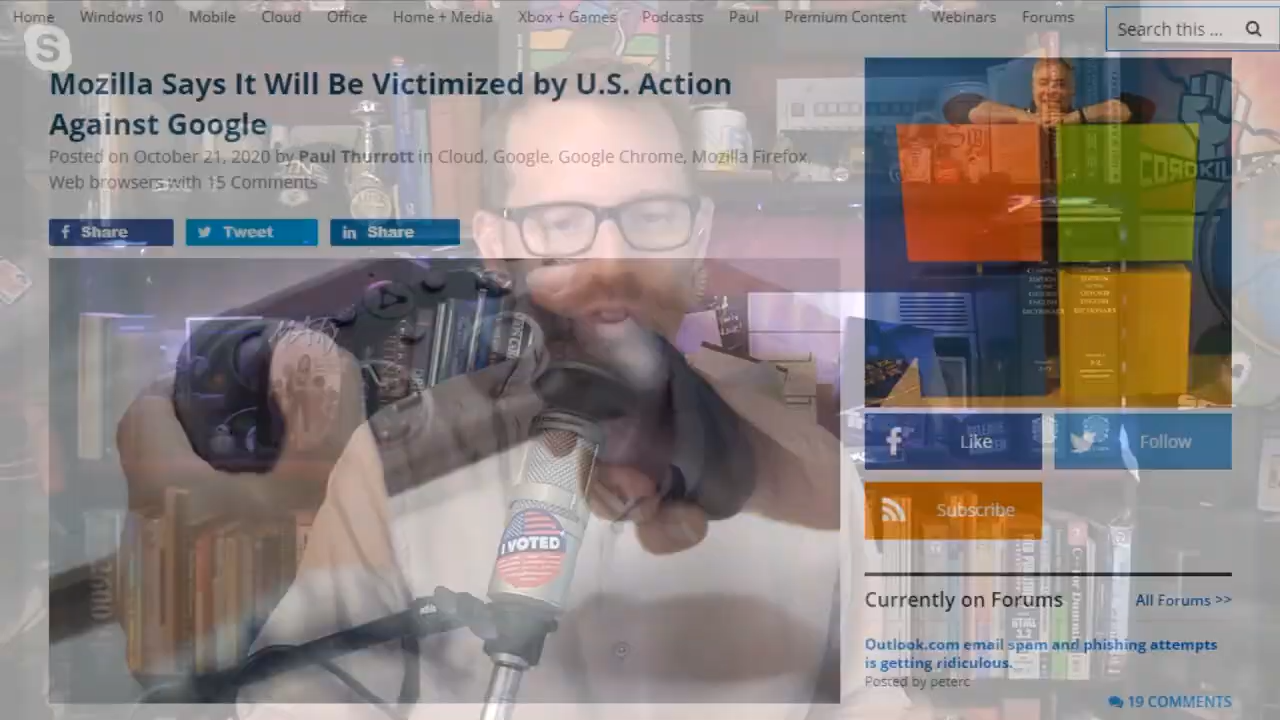 Home Windows 10 Mobile Cloud Office Home + Media Xbox + Games Podcasts Paul Premium Content Webinars Forums
Search this ...
Mozilla Says It Will Be Victimized by U.S. Action
Against Google
Posted on October 21, 2020 by Paul Thurrott in Cloud, Google, Google Chrome, Mozilla Firefox,
Web browsers with 15 Comments
Share
Tweet
Share
I VOTED
Like
Follow
Subscribe
Currently on Forums
All Forums >>
Outlook.com email spam and phishing attempts
is getting ridiculous.
Posted by peterc
19 COMMENTS